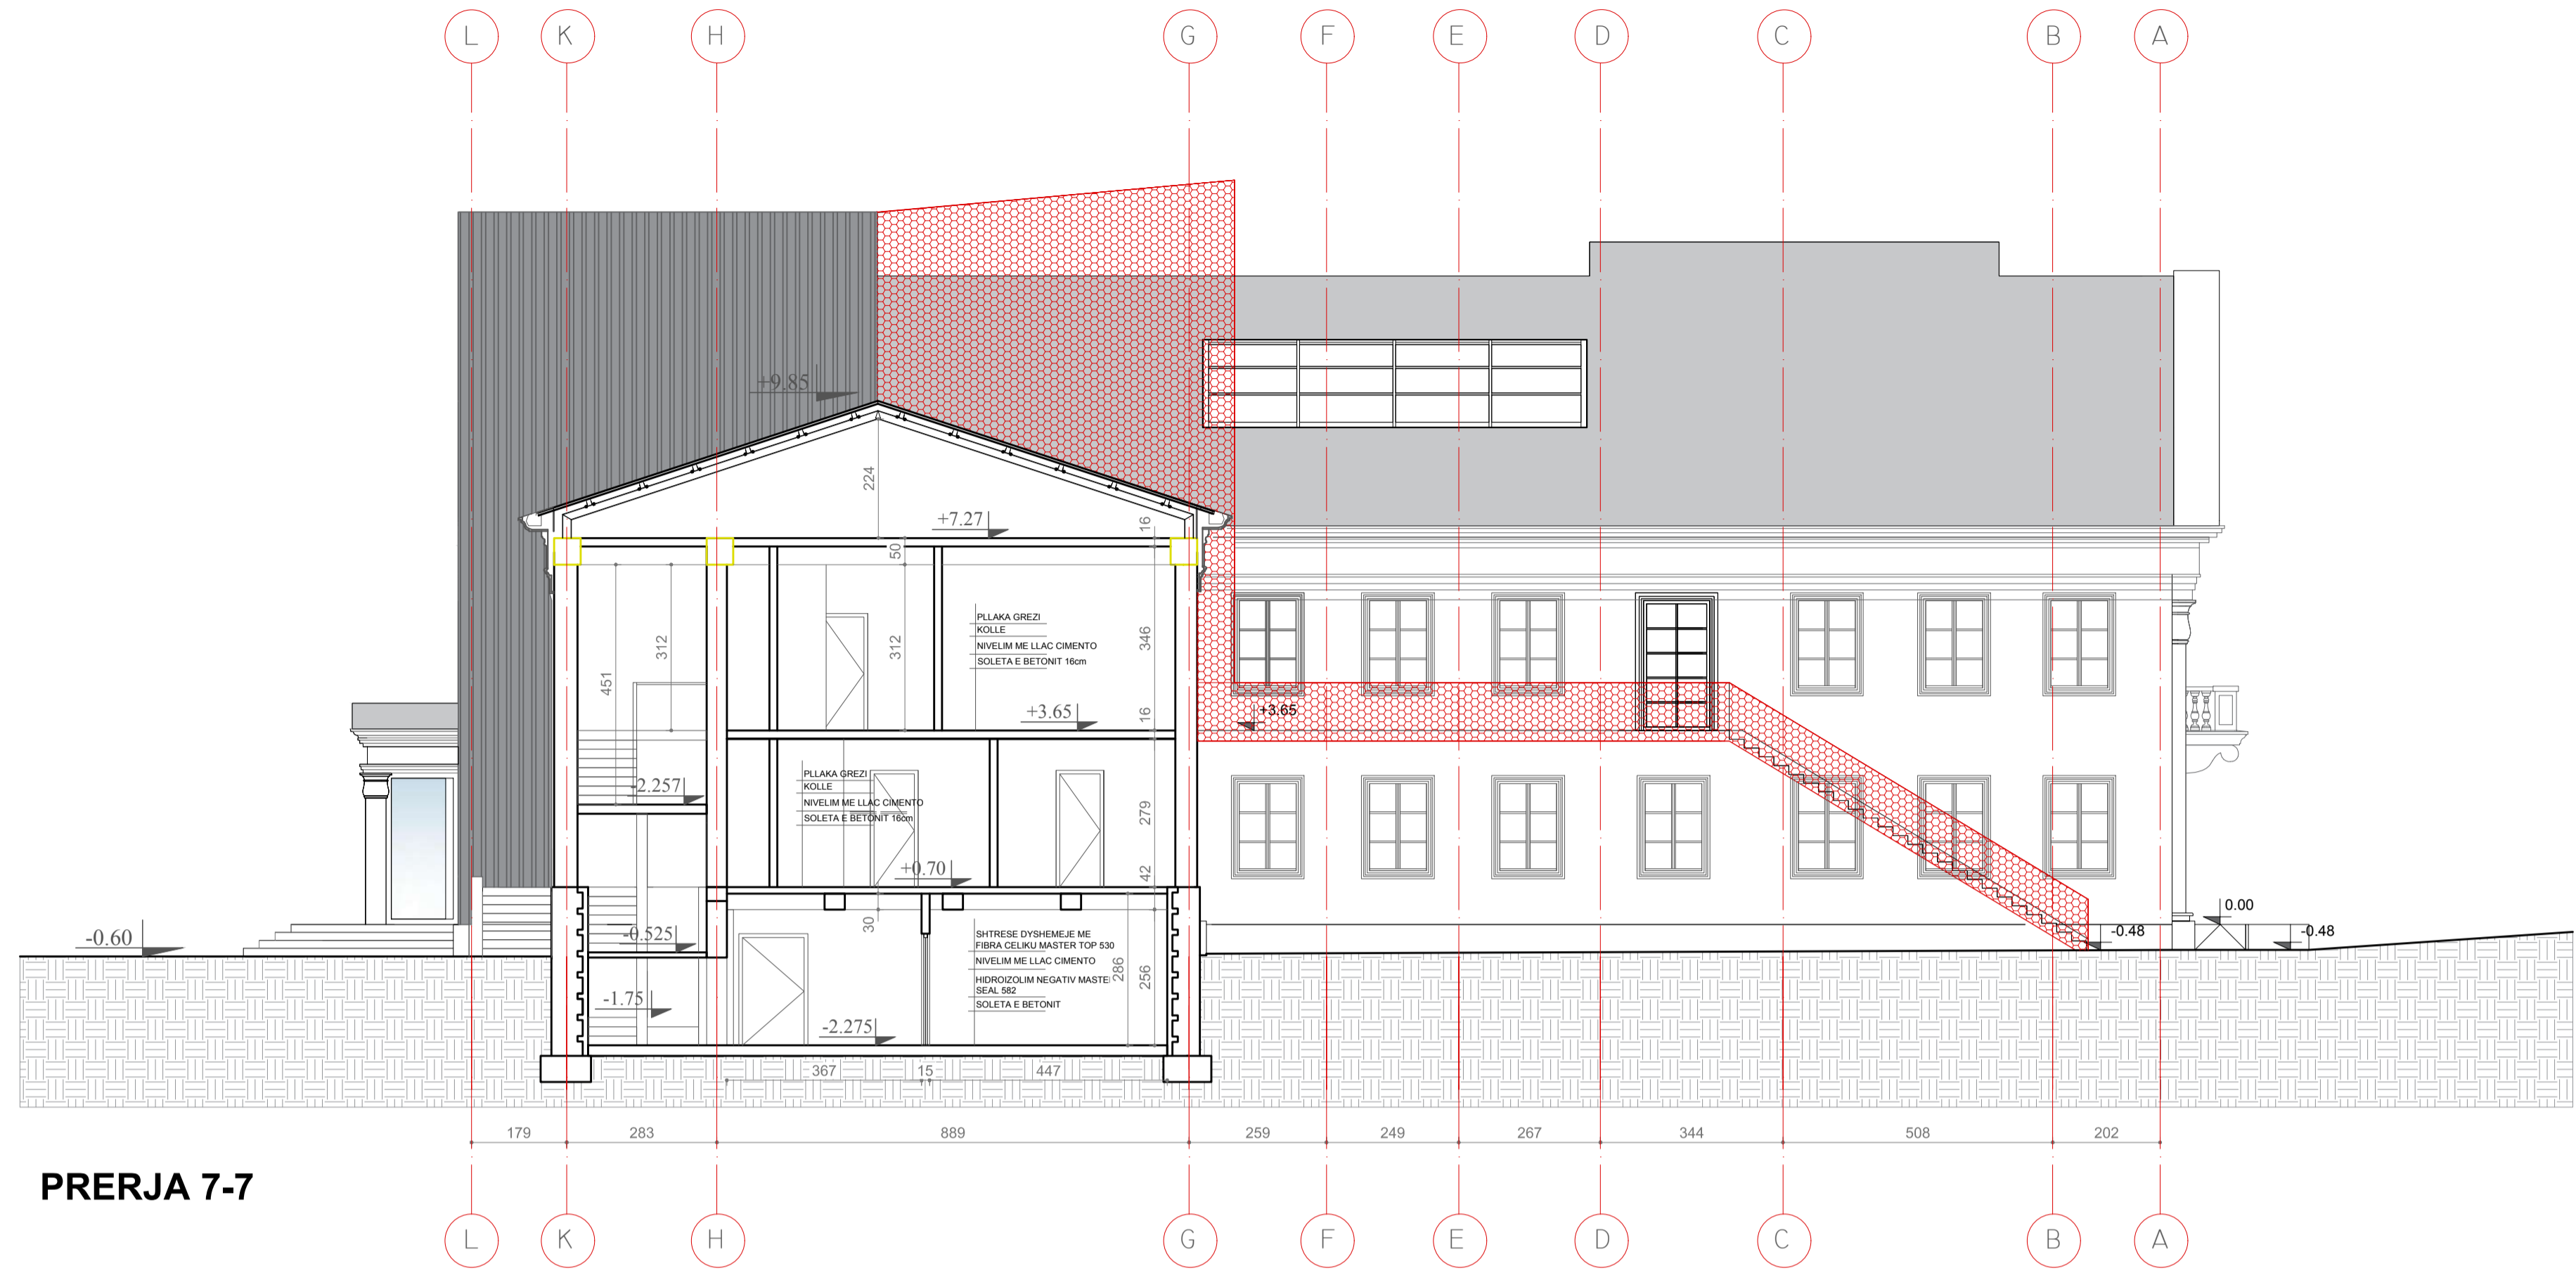 L K H G F E D C B A
+9.85
224
+7.27
16
50
451
312
312
346
PLLAKA GREZI
KOLLE
NIVELIM ME LLAC CIMENTO
SOLETA E BETONIT 16cm
+3.65
16
+3.65
PLLAKA GREZI
KOLLE
NIVELIM ME LLAC CIMENTO
SOLETA E BETONIT 16cm
-2.257
279
+0.70
42
30
0.00
-0.60
-0.525
-0.48
-0.48
SHTRESE DYSHEMEJE ME
FIBRA CELIKU MASTER TOP 530
NIVELIM ME LLAC CIMENTO
HIDROIZOLIM NEGATIV MASTE
SEAL 582
SOLETA E BETONIT
286
256
-1.75
-2.275
367 15 447
179 283 889 259 249 267 344 508 202
PRERJA 7-7
L K H G F E D C B A